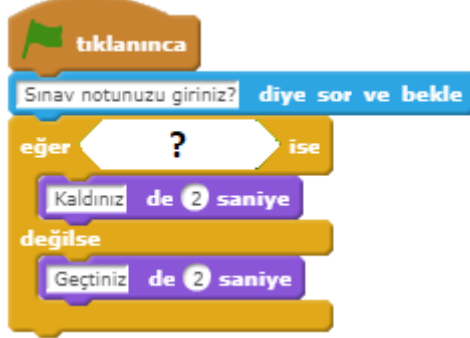 tıklanınca
Sınav notunuzu giriniz? diye sor ve bekle
eğer ? ise
Kaldınız de 2 saniye
değilse
Geçtiniz de 2 saniye